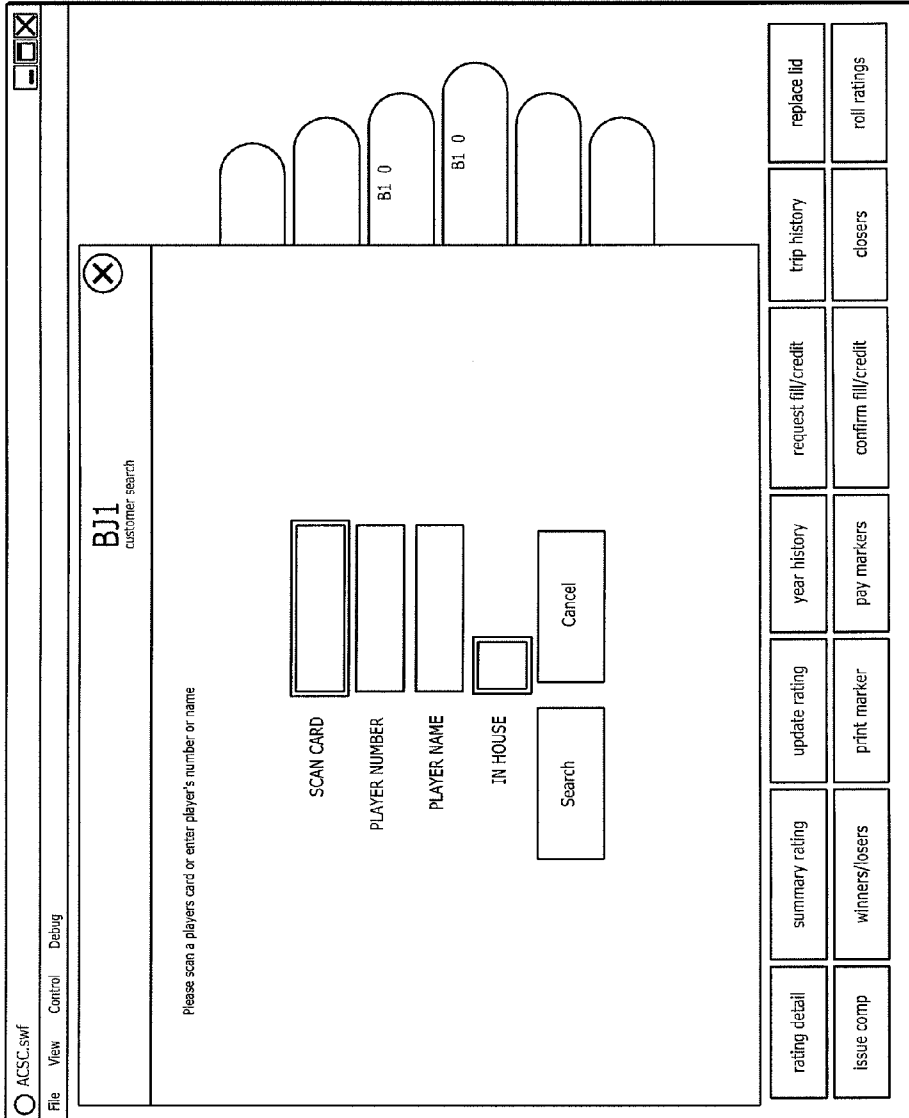 ACSC.swf
File View Control Debug
BJ1
customer search
Please scan a players card or enter player's number or name
SCAN CARD
PLAYER NUMBER
PLAYER NAME
IN HOUSE
Search Cancel
B1 0
B1 0
rating detail summary rating update rating year history request fill/credit trip history replace lid
issue comp winners/losers print marker pay markers confirm fill/credit closers roll ratings